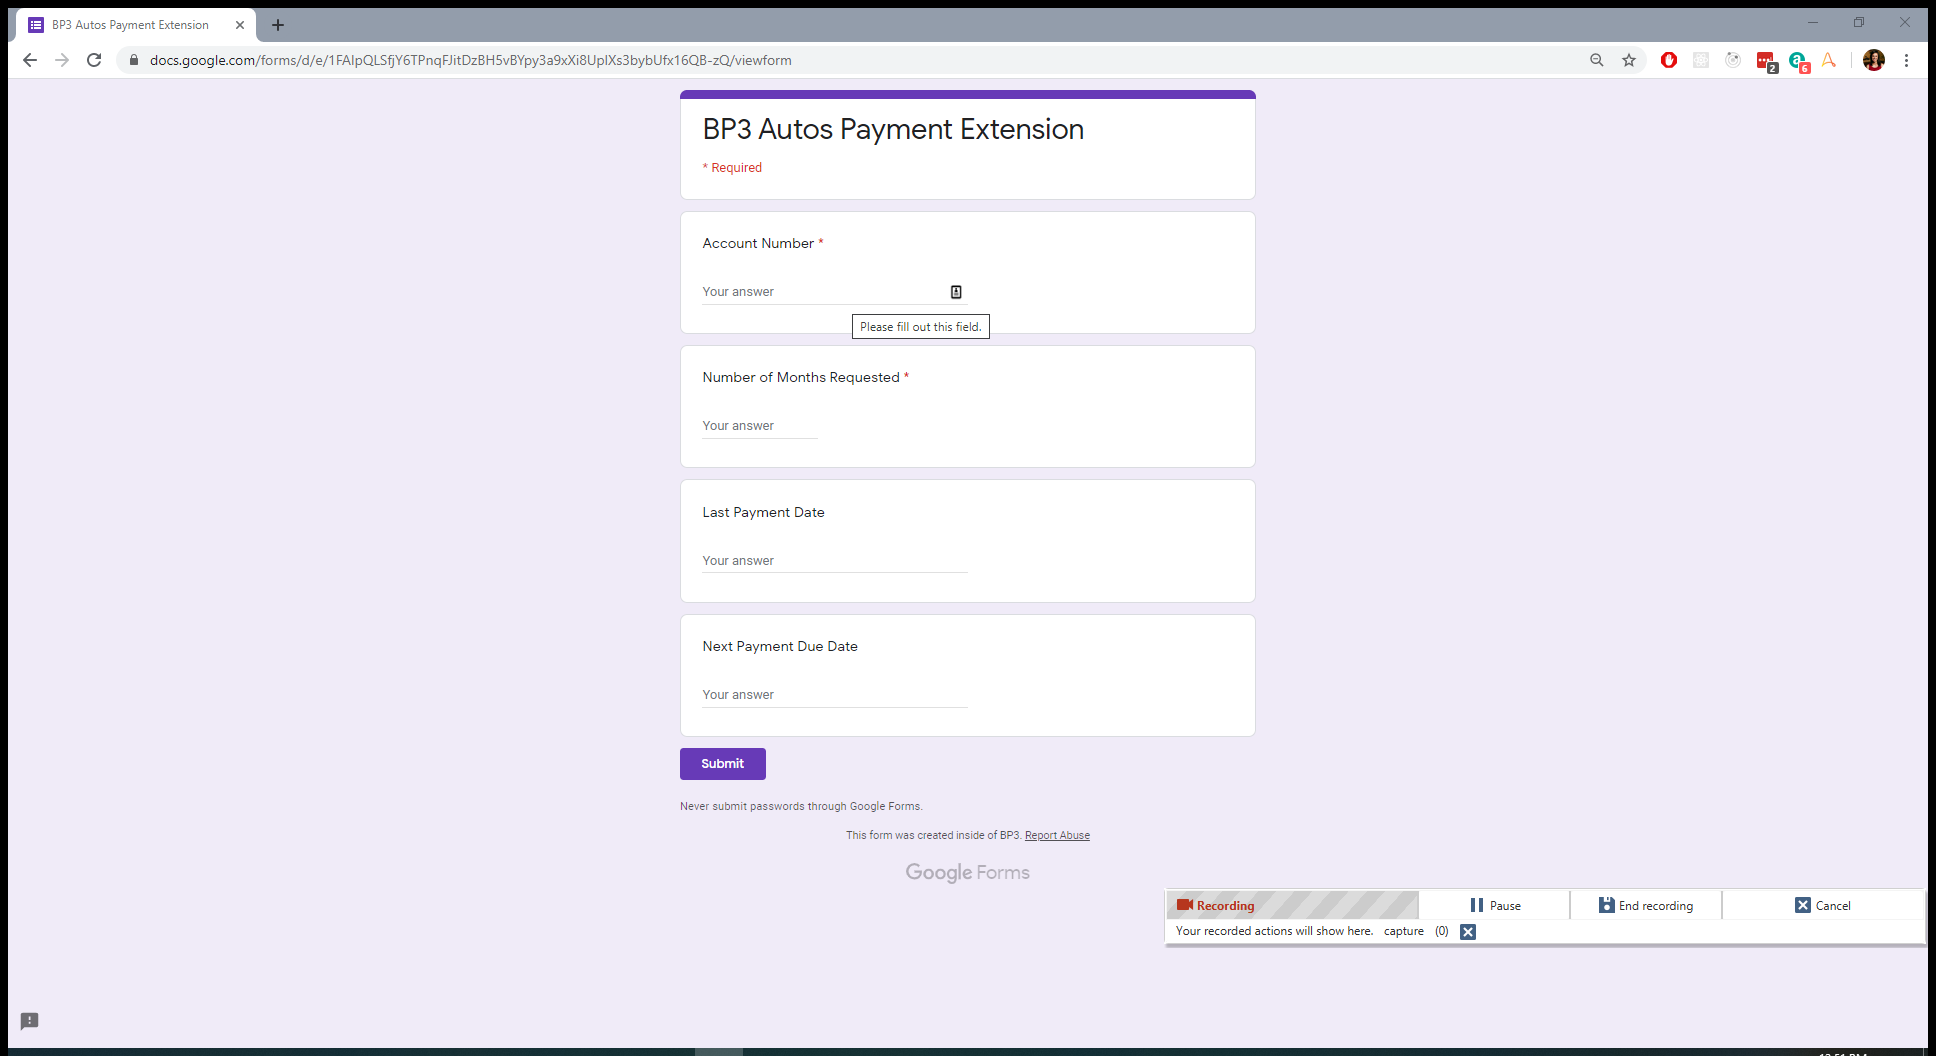 BP3 Autos Payment Extension
docs.google.com/forms/d/e/1FAIpQLSfjY6TPnqFJitDzBH5vBYpy3a9xXi8UplXs3bybUfx16QB-zQ/viewform
2
6
BP3 Autos Payment Extension
* Required
Account Number *
Your answer
Please fill out this field.
Number of Months Requested *
Your answer
Last Payment Date
Your answer
Next Payment Due Date
Your answer
Submit
Never submit passwords through Google Forms.
This form was created inside of BP3. Report Abuse
Google Forms
Recording Pause End recording Cancel
Your recorded actions will show here. capture (0)